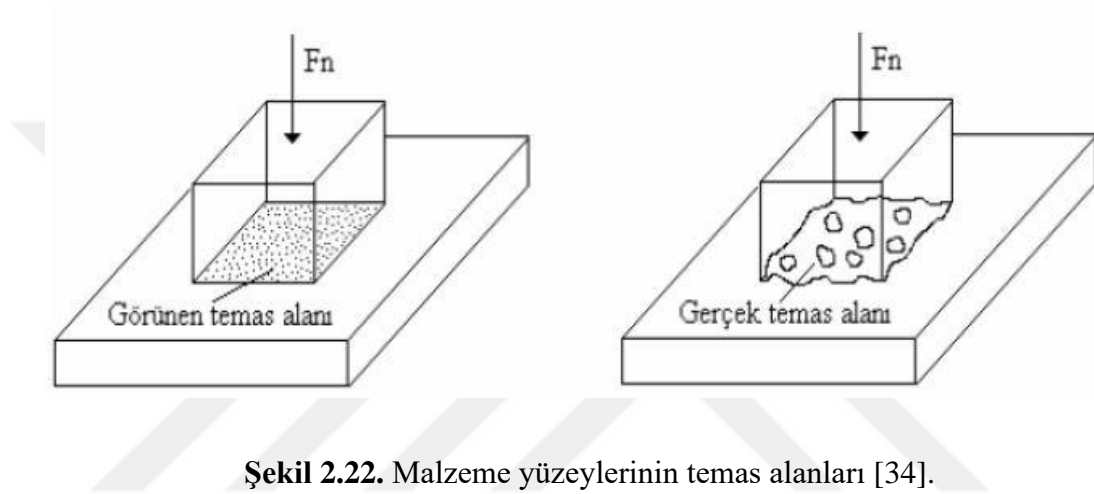 Fn
Görünen temas alanı
Fn
Gerçek temas alanı
Şekil 2.22. Malzeme yüzeylerinin temas alanları [34].